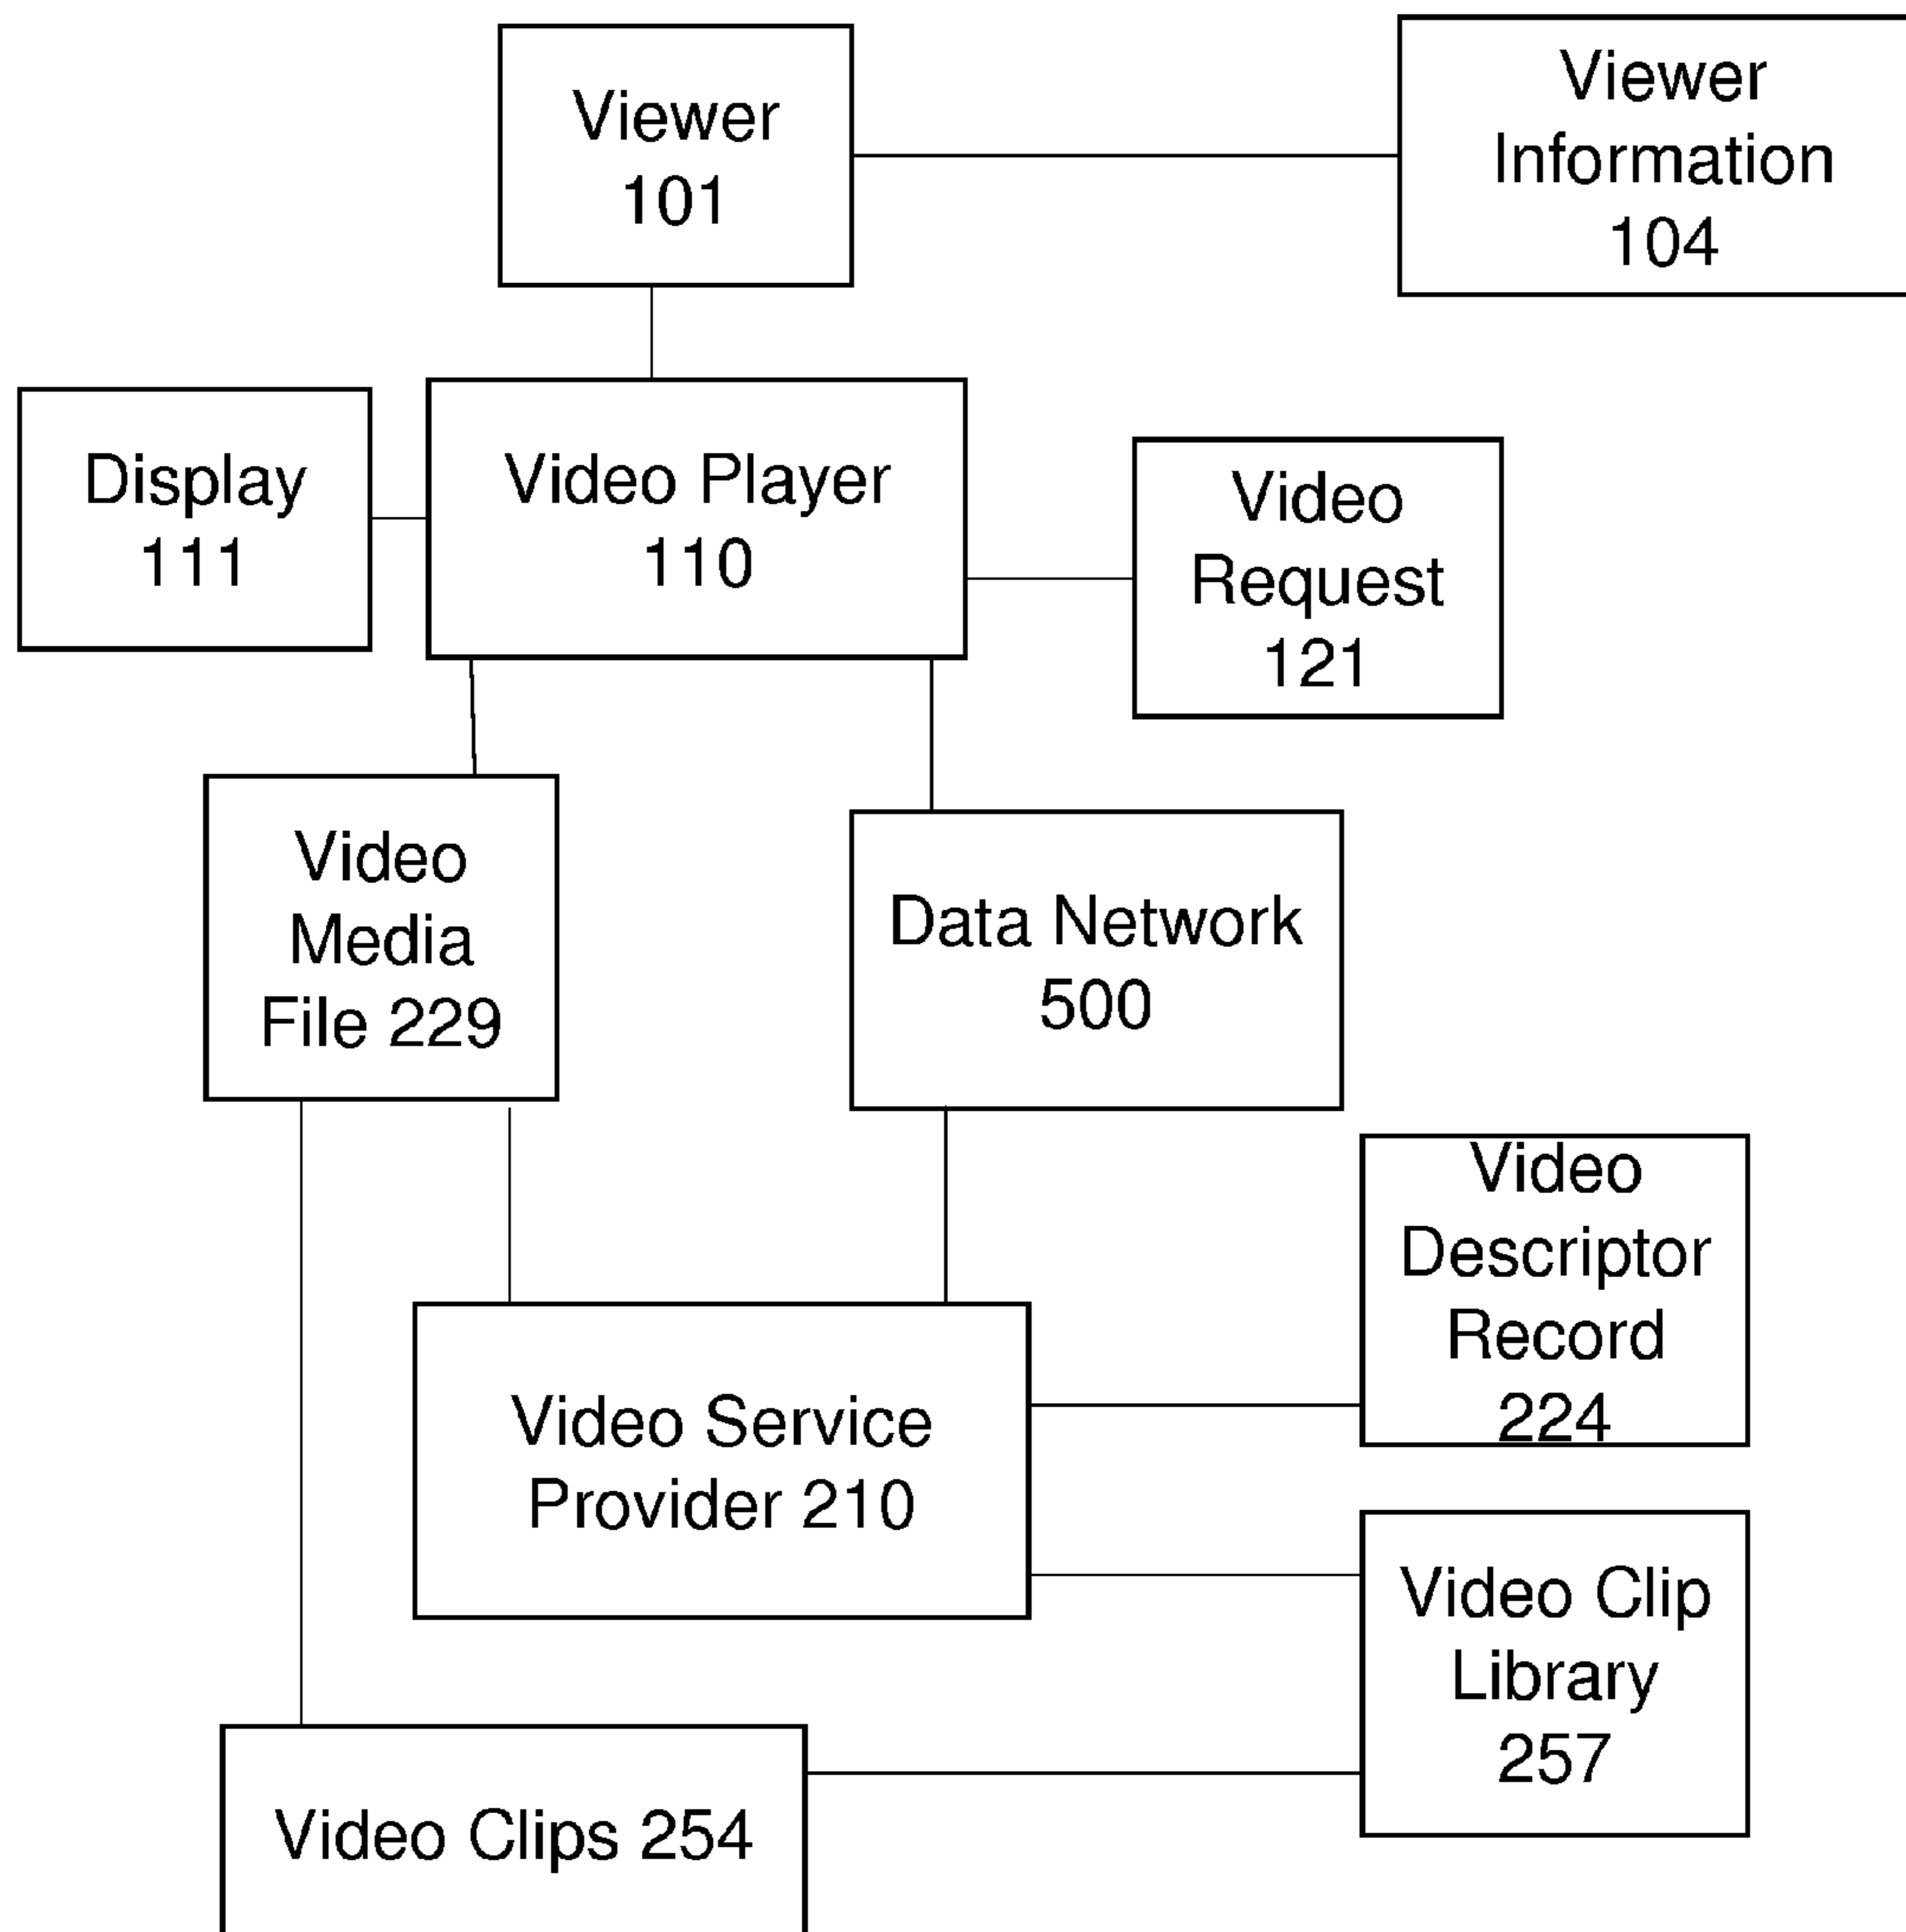 Viewer
101
Viewer
Information
104
Display
111
Video Player
110
Video
Request
121
Video
Media
File 229
Data Network
500
Video
Descriptor
Record
224
Video Service
Provider 210
Video Clip
Library
257
Video Clips 254